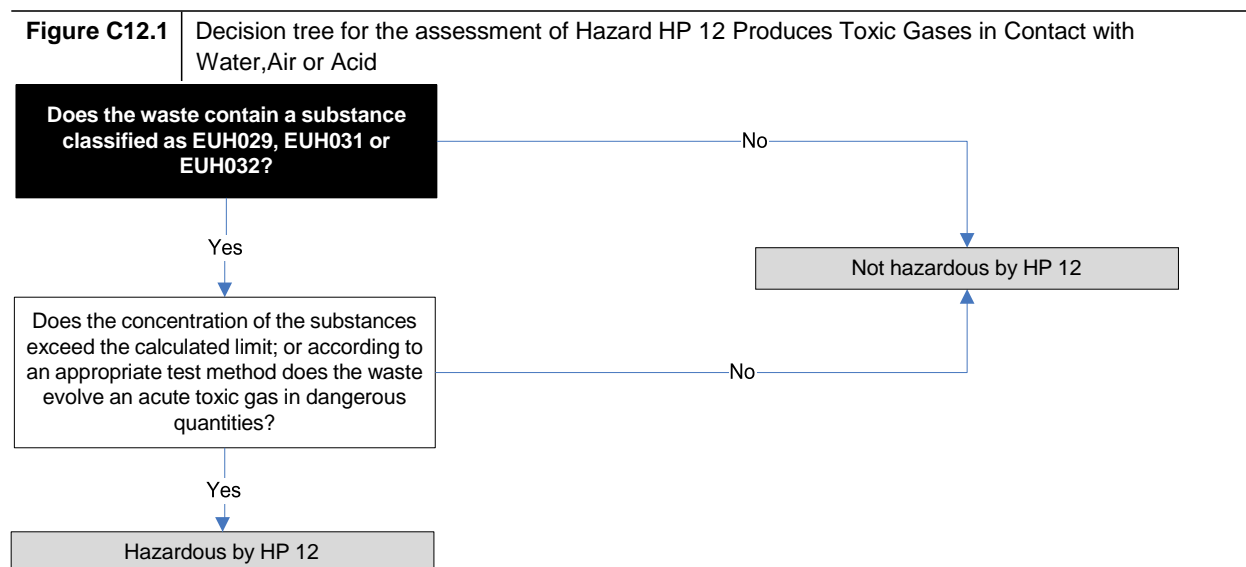 Figure C12.1
Decision tree for the assessment of Hazard HP 12 Produces Toxic Gases in Contact with
Water,Air or Acid
Does the waste contain a substance
classified as EUH029, EUH031 or
EUH032?
No
Yes
Not hazardous by HP 12
Does the concentration of the substances
exceed the calculated limit; or according to
an appropriate test method does the waste
evolve an acute toxic gas in dangerous
quantities?
No
Yes
Hazardous by HP 12